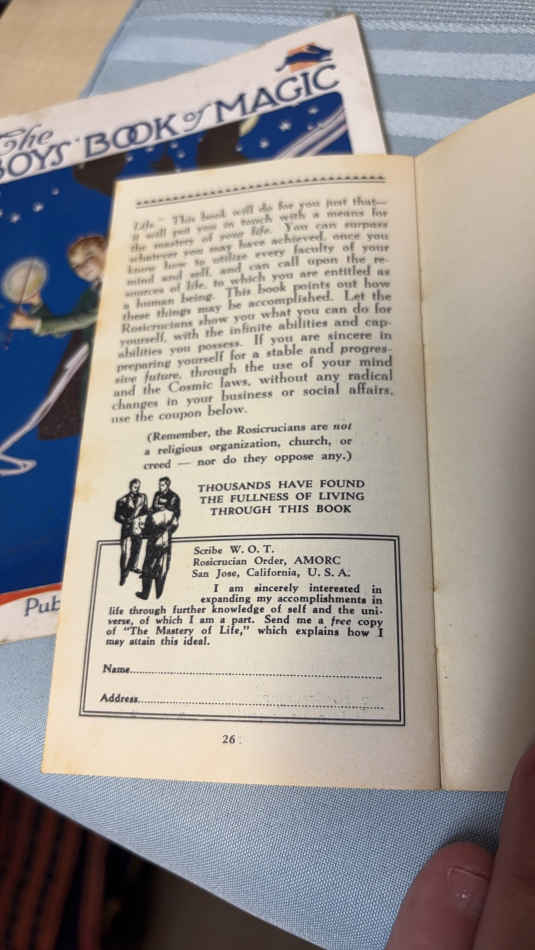 The
BOYS' BOOK of MAGIC
Pub
Life." This book will do for you just that—
it will put you in touch with a means for
the mastery of your life. You can surpass
whatever you may have achieved, once you
know how to utilize every faculty of your
mind and self, and can call upon the re-
sources of life, to which you are entitled as
a human being. This book points out how
these things may be accomplished. Let the
Rosicrucians show you what you can do for
yourself, with the infinite abilities and cap-
abilities you possess. If you are sincere in
preparing yourself for a stable and progres-
sive future, through the use of your mind
and the Cosmic laws, without any radical
changes in your business or social affairs,
use the coupon below.
(Remember, the Rosicrucians are not
a religious organization, church, or
creed — nor do they oppose any.)
THOUSANDS HAVE FOUND
THE FULLNESS OF LIVING
THROUGH THIS BOOK
Scribe W. O. T.
Rosicrucian Order, AMORC
San Jose, California, U. S. A.
I am sincerely interested in
expanding my accomplishments in
life through further knowledge of self and the uni-
verse, of which I am a part. Send me a free copy
of "The Mastery of Life," which explains how I
may attain this ideal.
Name
Address
26